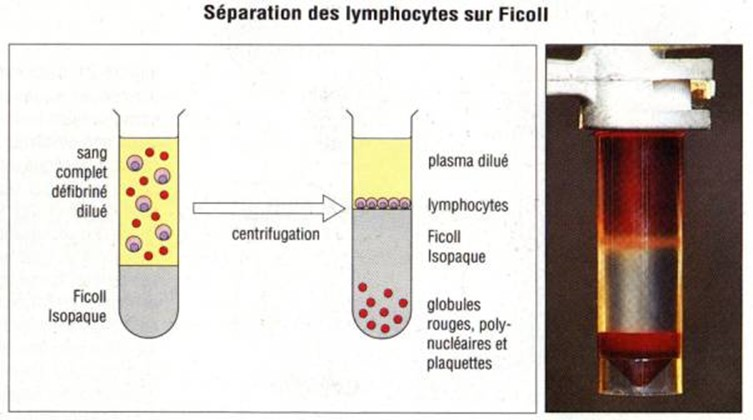 Séparation des lymphocytes sur Ficoll
sang
complet
défibriné
dilué
Ficoll
Isopaque
centrifugation
plasma dilué
lymphocytes
Ficoll
Isopaque
globules
rouges, poly-
nucléaires et
plaquettes